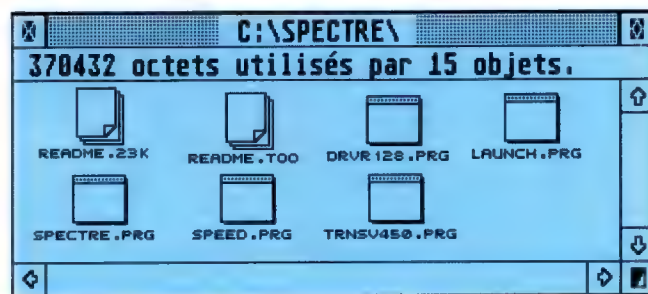 C:\SPECTRE\
370432 octets utilisés par 15 objets.
README.23K README.TOO DRVR128.PRG LAUNCH.PRG
SPECTRE.PRG SPEED.PRG TRNSV450.PRG